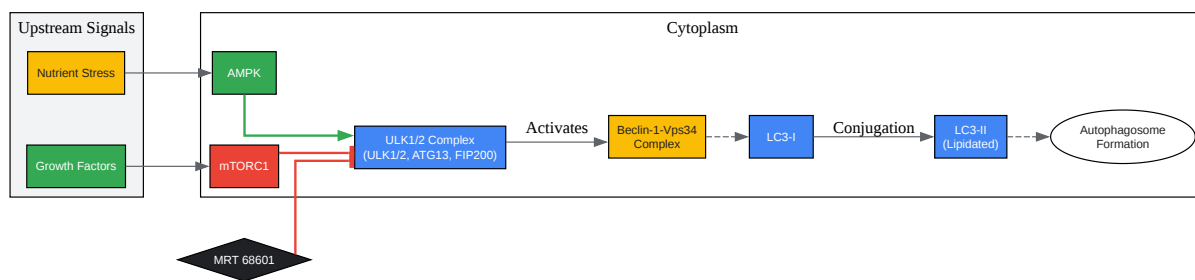 Upstream Signals
Cytoplasm
Nutrient Stress
AMPK
Growth Factors
mTORC1
ULK1/2 Complex
(ULK1/2, ATG13, FIP200)
Activates
Beclin-1-Vps34
Complex
LC3-I
Conjugation
LC3-II
(Lipidated)
Autophagosome
Formation
MRT 68601